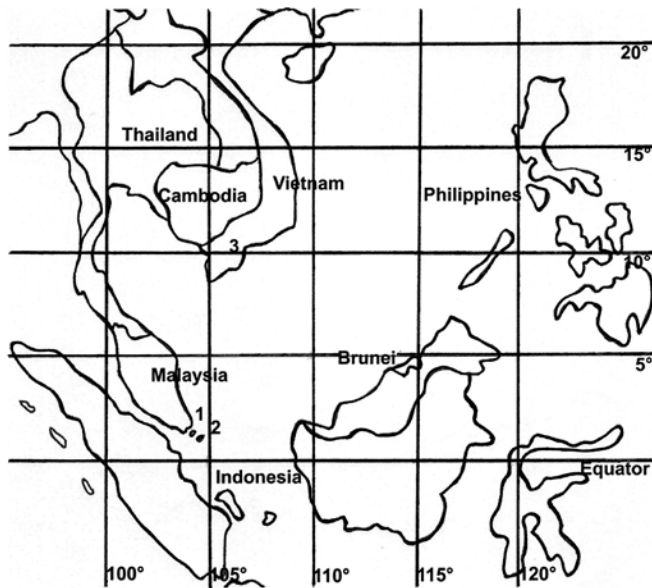 20°
Thailand
15°
Cambodia
Vietnam
Philippines
3
10°
Brunei
5°
Malaysia
1
2
Indonesia
Equator
100°
105°
110°
115°
120°